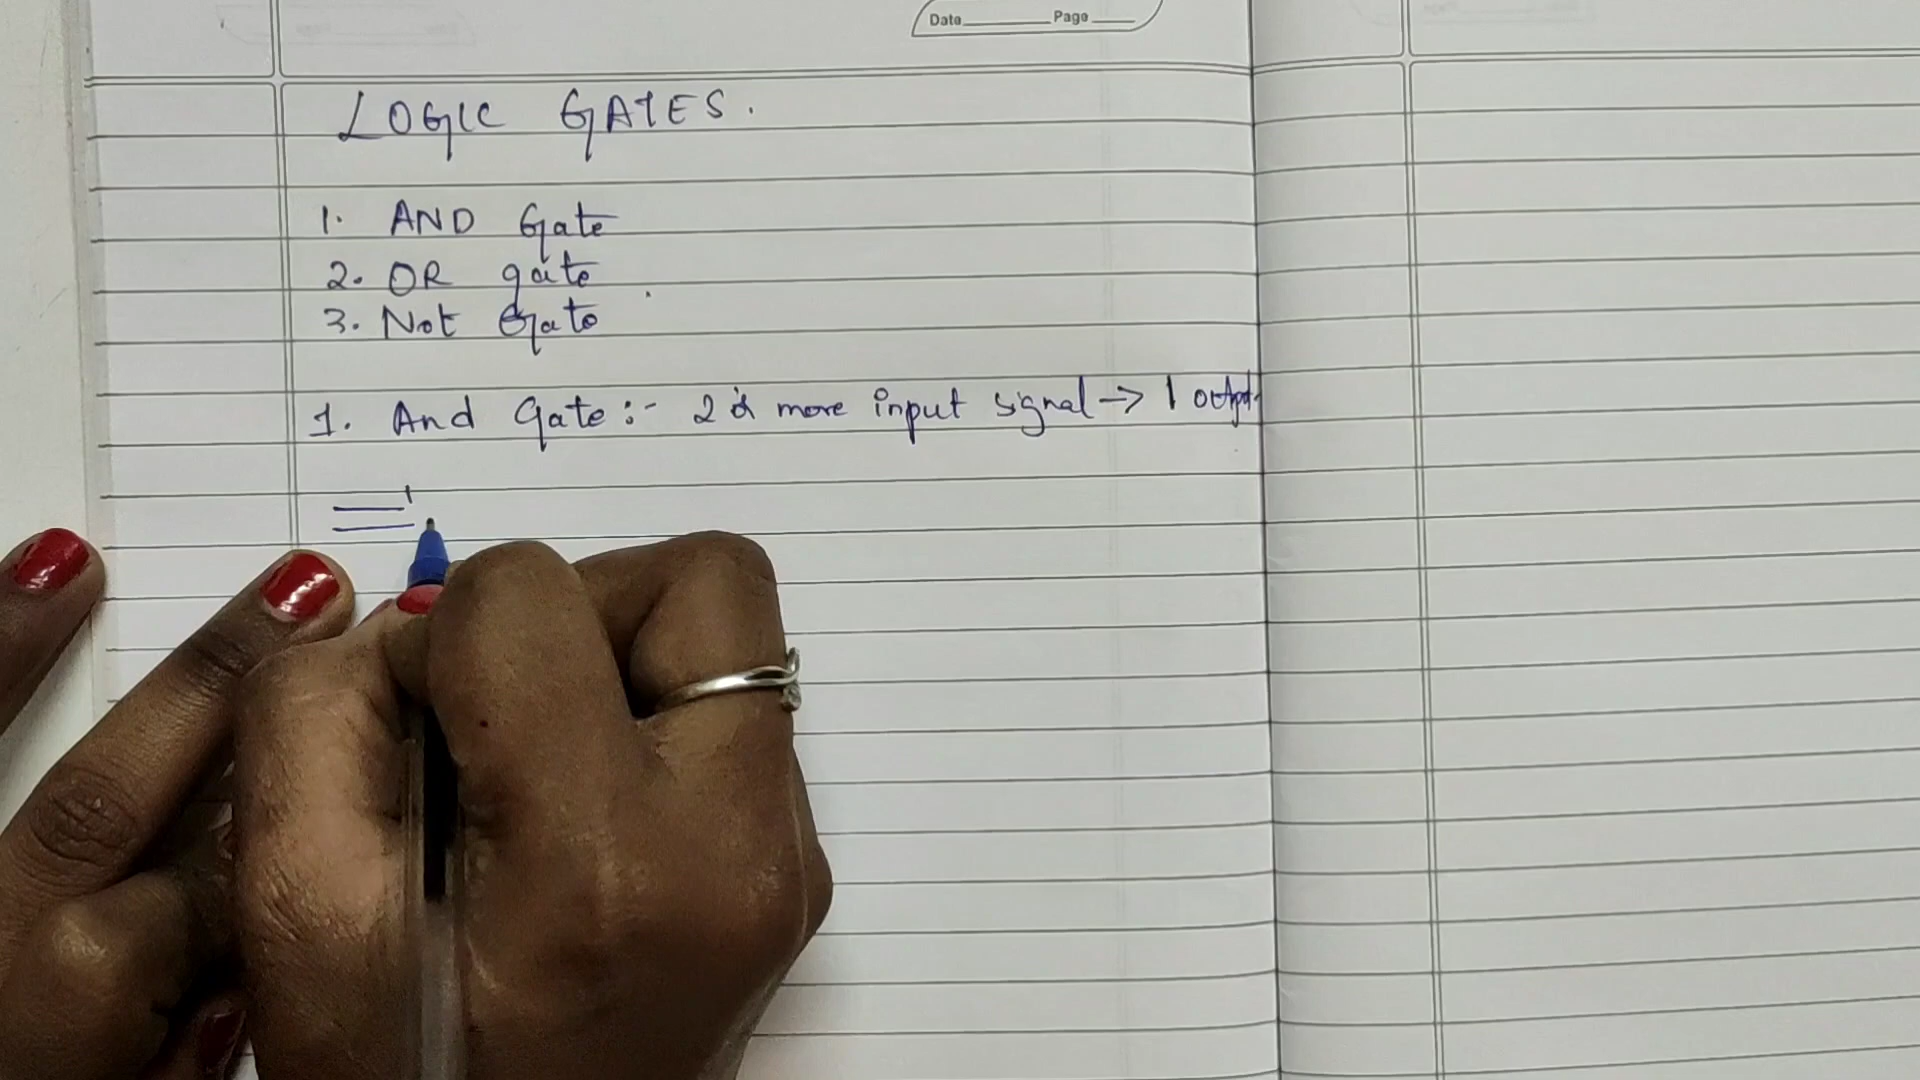 Date Page
LOGIC GATES.
1. AND Gate
2. OR gate
3. Not Gate
1. And Gate :- 2 or more input signal → 1 output